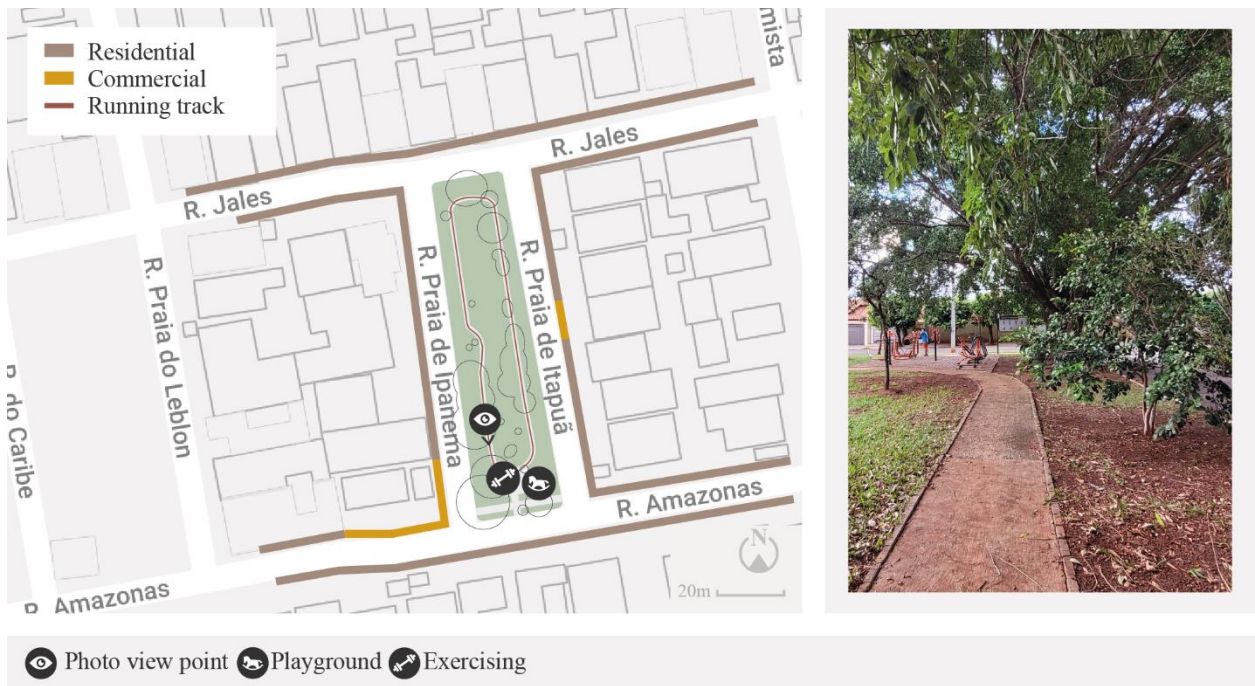 Residential
Commercial
Running track
R. Jales
R. Jales
R. Praia do Leblon
R. Praia de Ipanema
R. Praia de Itapuã
do Caribe
R. Amazonas
R. Amazonas
N
20m
Photo view point
Playground
Exercising